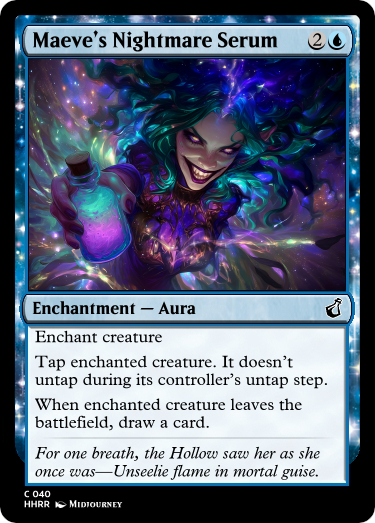 Maeve's Nightmare Serum 2
Enchantment — Aura
Enchant creature
Tap enchanted creature. It doesn't
untap during its controller's untap step.
When enchanted creature leaves the
battlefield, draw a card.
For one breath, the Hollow saw her as she
once was—Unseelie flame in mortal guise.
C 040
HHRR Midjourney